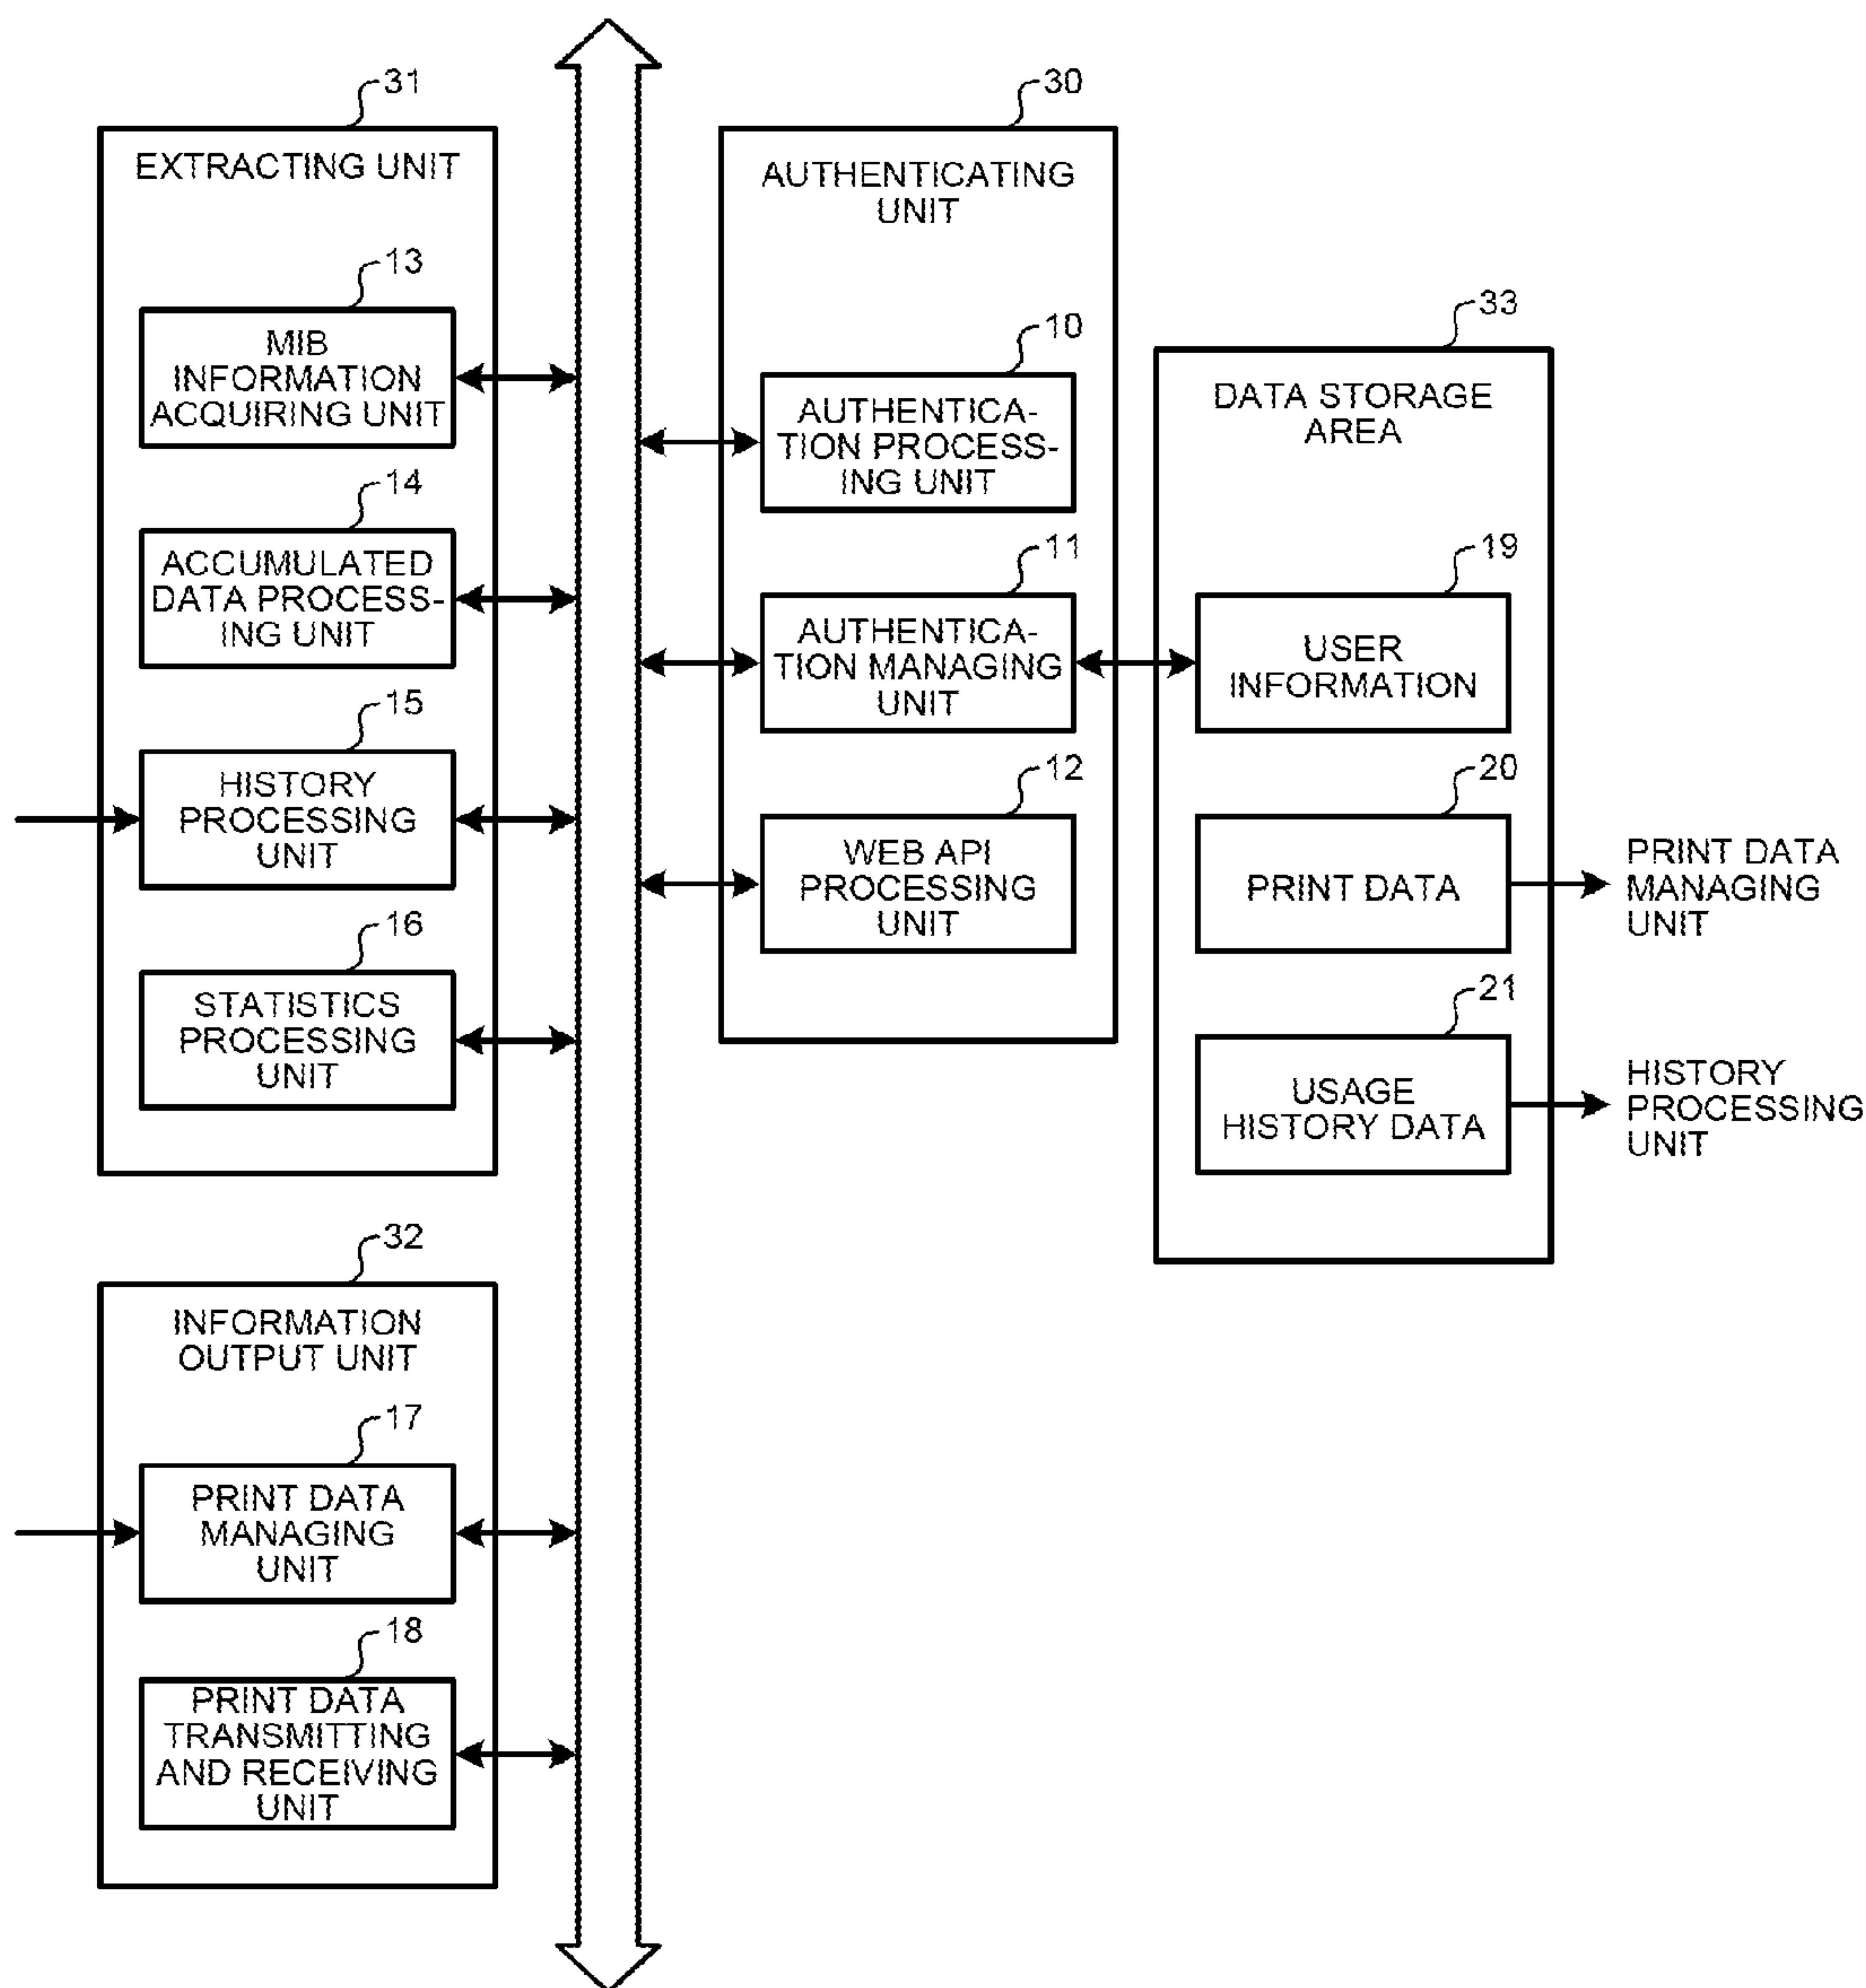 31
EXTRACTING UNIT
13
MIB
INFORMATION
ACQUIRING UNIT
14
ACCUMULATED
DATA PROCESS-
ING UNIT
15
HISTORY
PROCESSING
UNIT
16
STATISTICS
PROCESSING
UNIT
32
INFORMATION
OUTPUT UNIT
17
PRINT DATA
MANAGING
UNIT
18
PRINT DATA
TRANSMITTING
AND RECEIVING
UNIT
30
AUTHENTICATING
UNIT
10
AUTHENTICA-
TION PROCESS-
ING UNIT
11
AUTHENTICA-
TION MANAGING
UNIT
12
WEB API
PROCESSING
UNIT
33
DATA STORAGE
AREA
19
USER
INFORMATION
20
PRINT DATA
21
USAGE
HISTORY DATA
PRINT DATA
MANAGING
UNIT
HISTORY
PROCESSING
UNIT